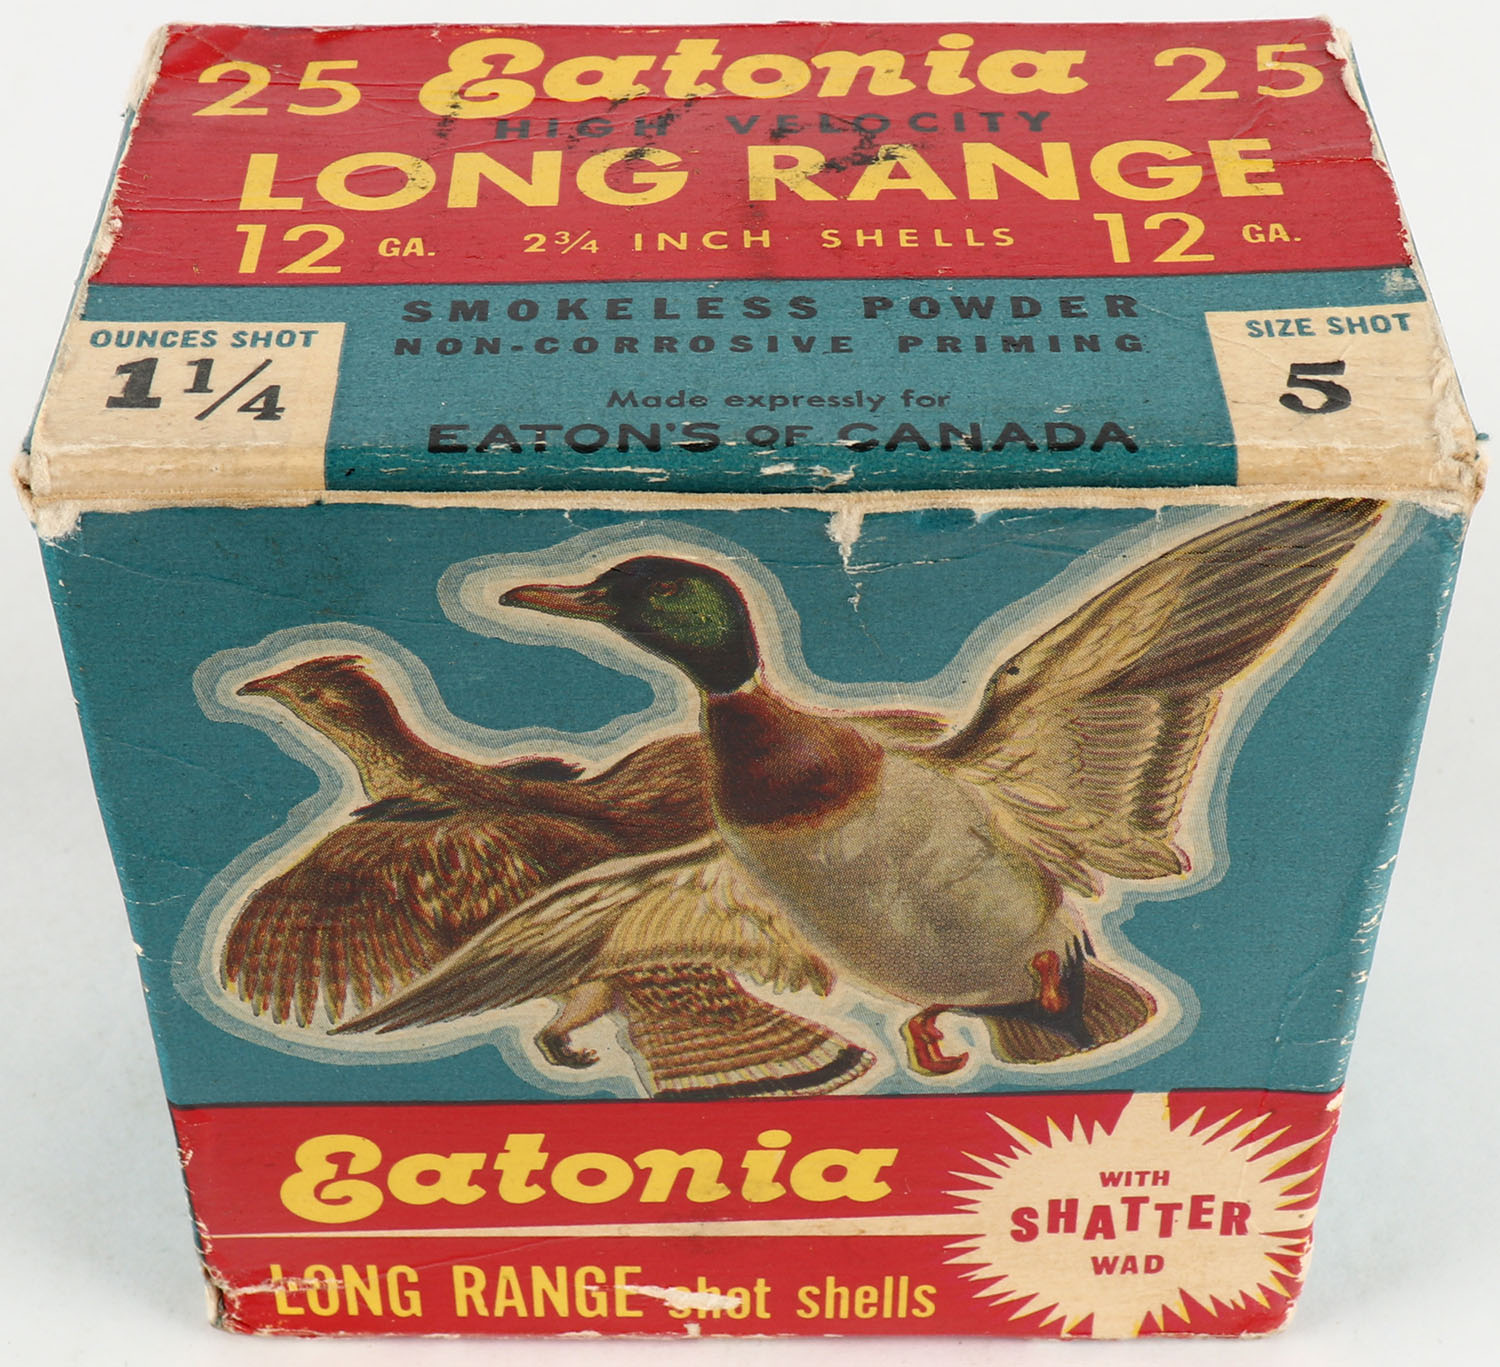 25 Eatonia 25
HIGH VELOCITY
LONG RANGE
12 GA. 2¾ INCH SHELLS 12 GA.
SMOKELESS POWDER
NON-CORROSIVE PRIMING
OUNCES SHOT
1 1/4
SIZE SHOT
5
Made expressly for
EATON'S OF CANADA
Eatonia
LONG RANGE shot shells
WITH
SHATTER
WAD